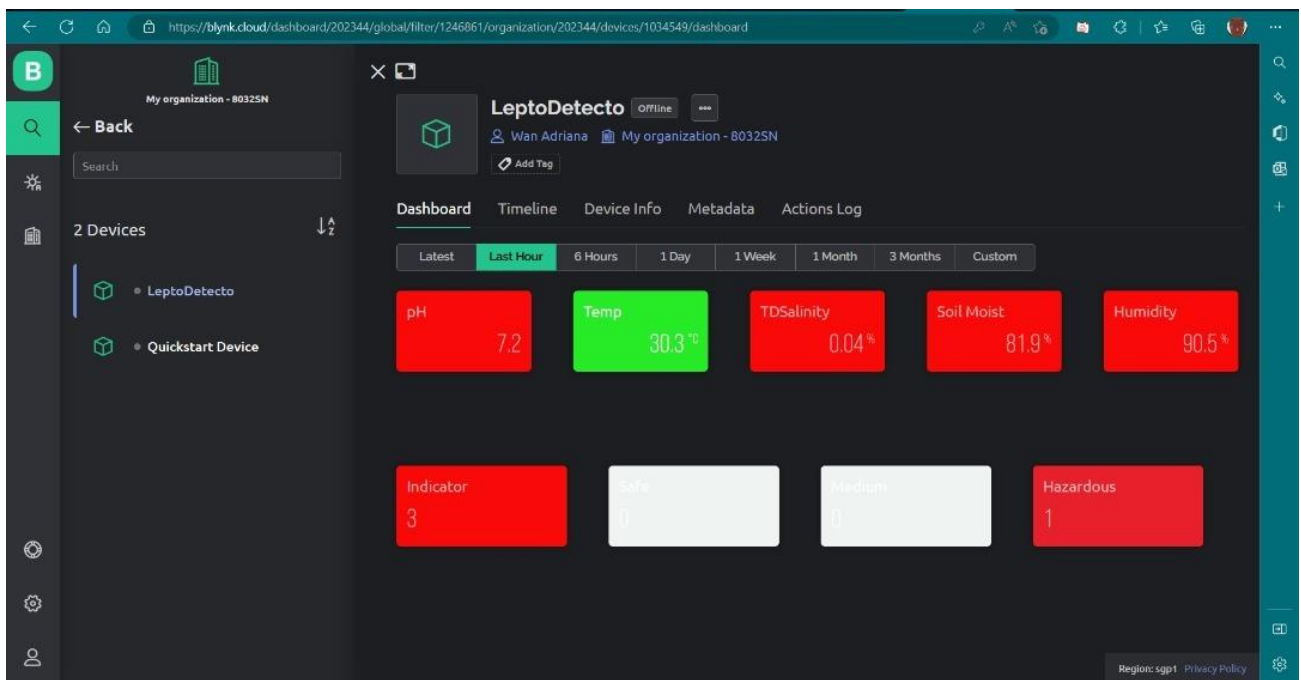 https://blynk.cloud/dashboard/202344/global/filter/1246861/organization/202344/devices/1034549/dashboard
B
My organization - 8032SN
← Back
Search
2 Devices
LeptoDetecto
Quickstart Device
LeptoDetecto Offline
Wan Adriana My organization - 8032SN
Add Tag
Dashboard Timeline Device Info Metadata Actions Log
Latest Last Hour 6 Hours 1 Day 1 Week 1 Month 3 Months Custom
pH Temp TDSalinity Soil Moist Humidity
7.2 30.3 °C 0.04 % 81.9 % 90.5 %
Indicator Safe Medium Hazardous
3 0 0 1
Region: sgp1 Privacy Policy